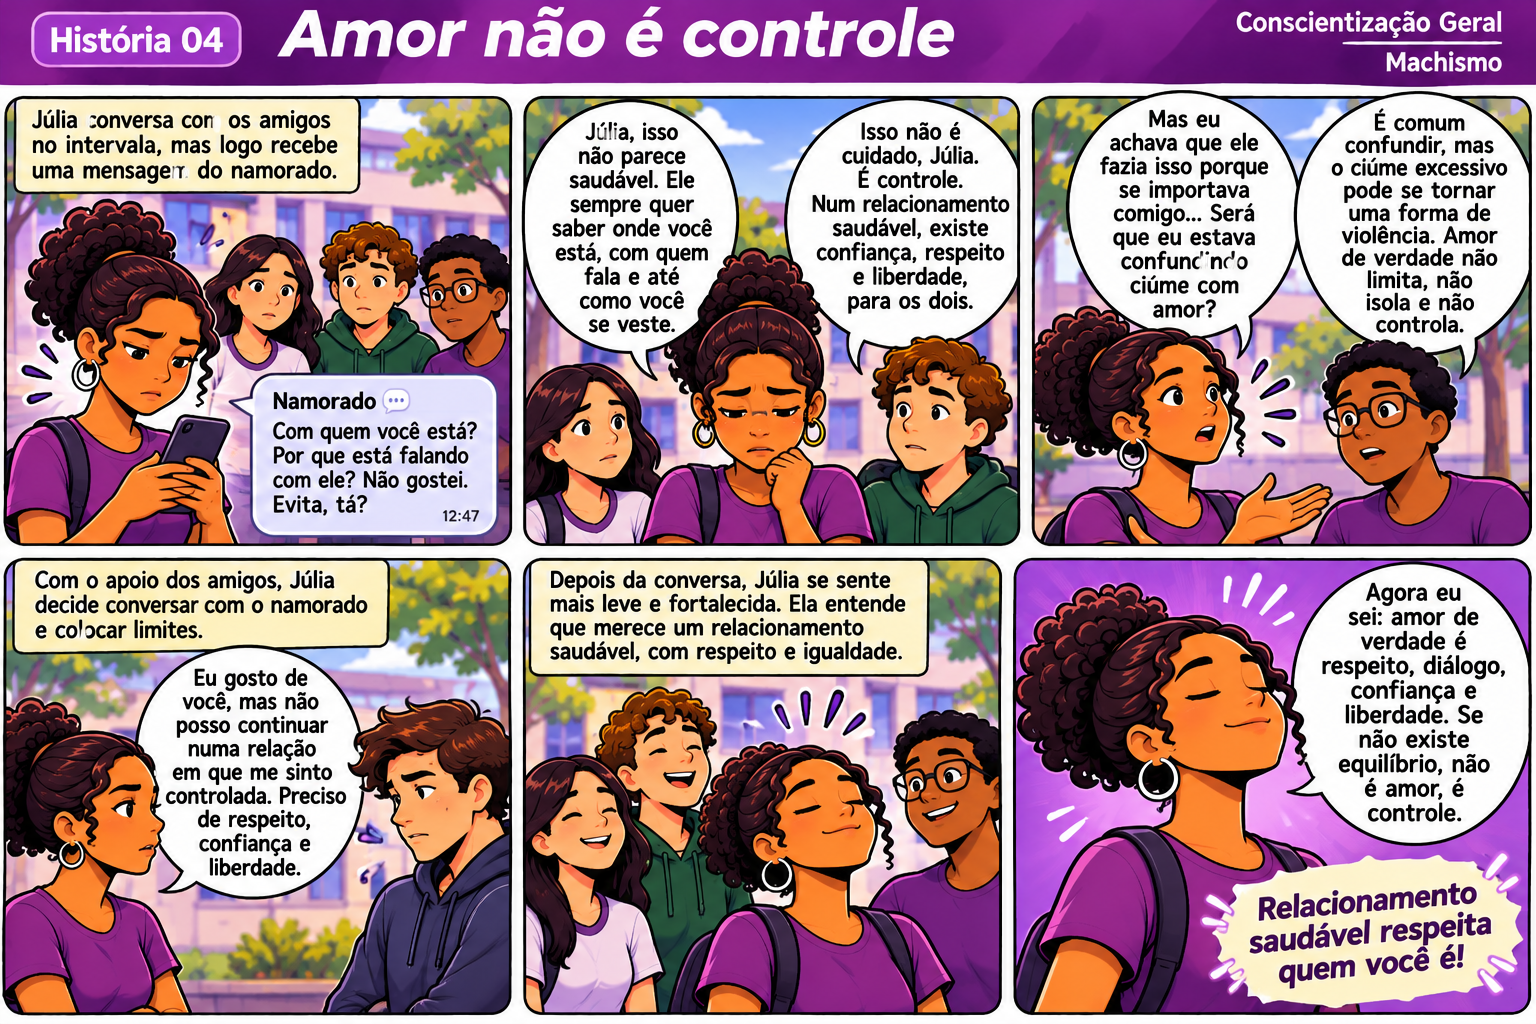 História 04
Amor não é controle
Conscientização Geral
Machismo
Júlia conversa com os amigos
no intervala, mas logo recebe
uma mensagem do namorado.
Namorado
Com quem você está?
Por que está falando
com ele? Não gostei.
Evita, tá?
12:47
Júlia, isso
não parece
saudável. Ele
sempre quer
saber onde você
está, com quem
fala e até
como você
se veste.
Isso não é
cuidado, Júlia.
É controle.
Num relacionamento
saudável, existe
confiança, respeito
e liberdade,
para os dois.
Mas eu
achava que ele
fazia isso porque
se importava
comigo... Será
que eu estava
confundindo
ciúme com
amor?
É comum
confundir, mas
o ciúme excessivo
pode se tornar
uma forma de
violência. Amor
de verdade não
limita, não
isola e não
controla.
Com o apoio dos amigos, Júlia
decide conversar com o namorado
e colocar limites.
Eu gosto de
você, mas não
posso continuar
numa relação
em que me sinto
controlada. Preciso
de respeito,
confiança e
liberdade.
Depois da conversa, Júlia se sente
mais leve e fortalecida. Ela entende
que merece um relacionamento
saudável, com respeito e igualdade.
Agora eu
sei: amor de
verdade é
respeito, diálogo,
confiança e
liberdade. Se
não existe
equilíbrio, não
é amor, é
controle.
Relacionamento
saudável respeita
quem você é!